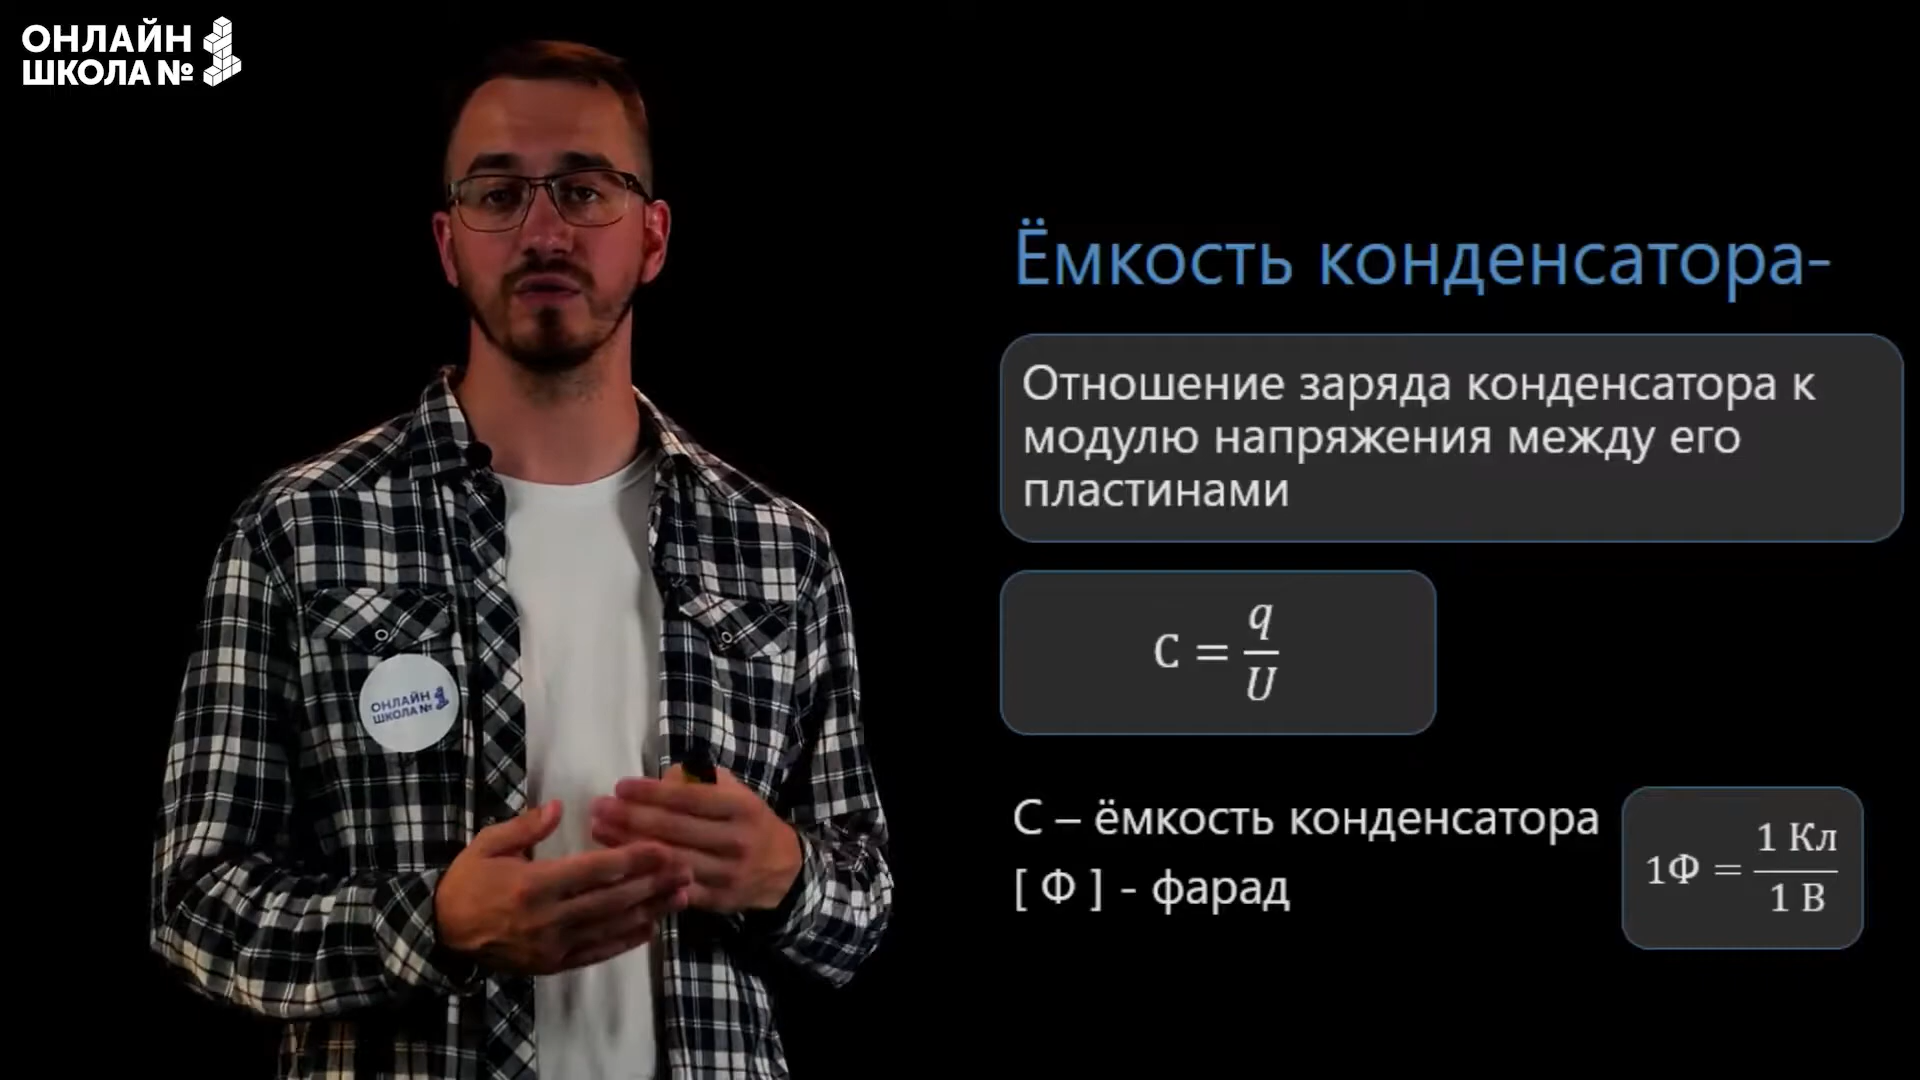 ОНЛАЙН
ШКОЛА №
Ёмкость конденсатора-
Отношение заряда конденсатора к
модулю напряжения между его
пластинами
C = q/U
С – ёмкость конденсатора
[ Ф ] - фарад
1Ф = 1 Кл/1 В
ОНЛАЙН
ШКОЛА №